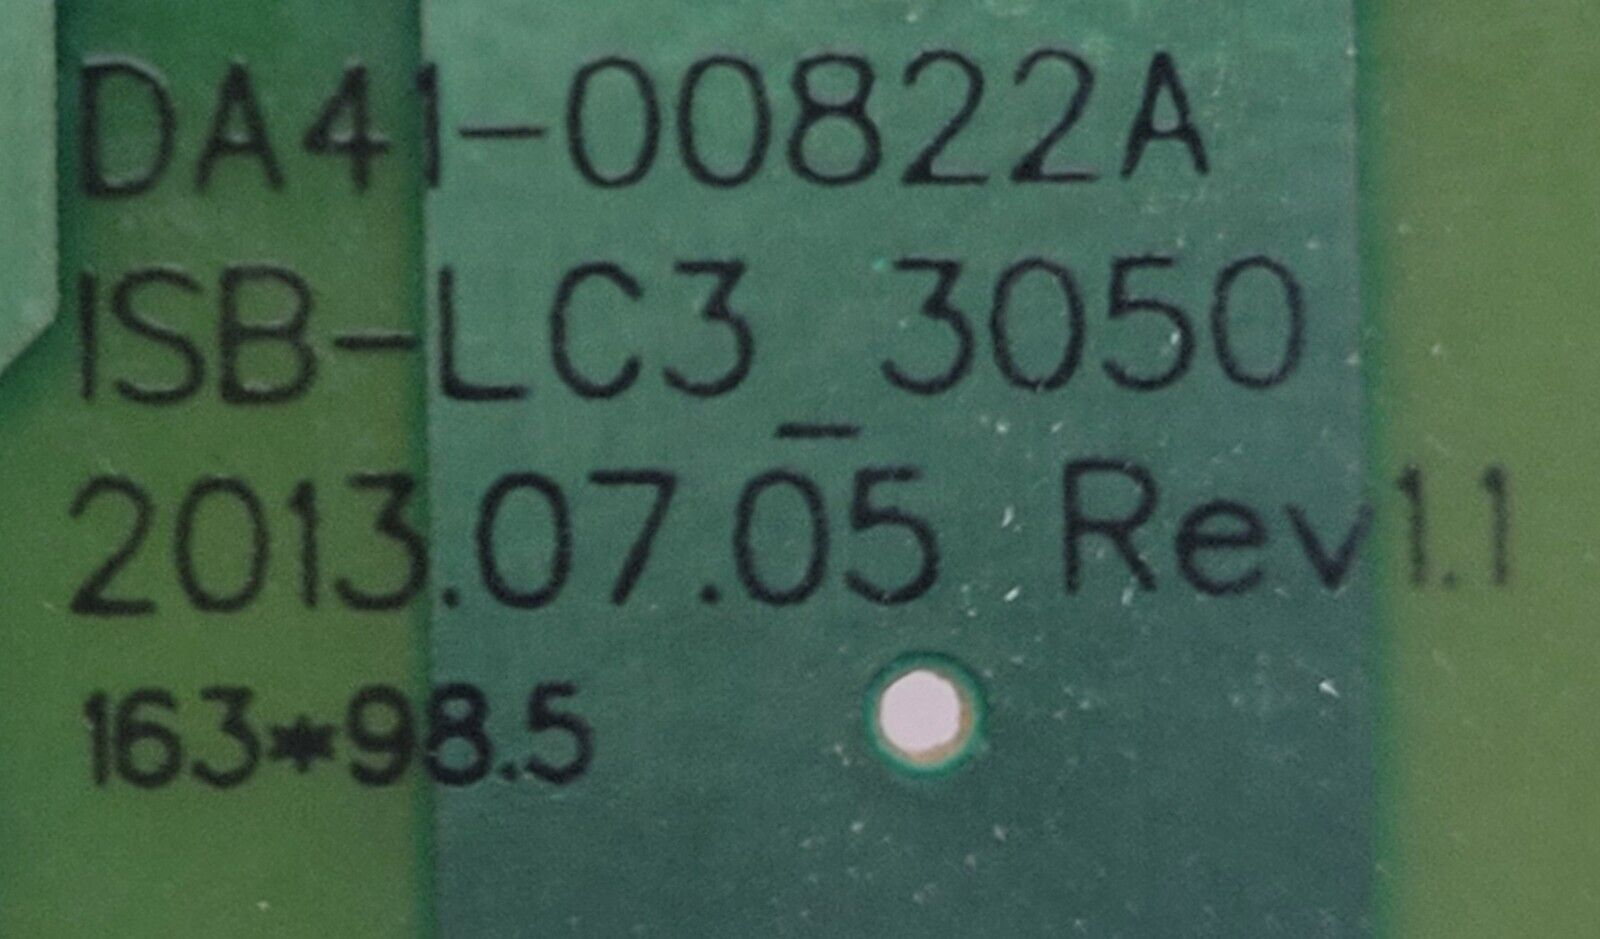 DA41-00822A
ISB-LC3_3050
2013.07.05 Rev1.1
163*98.5